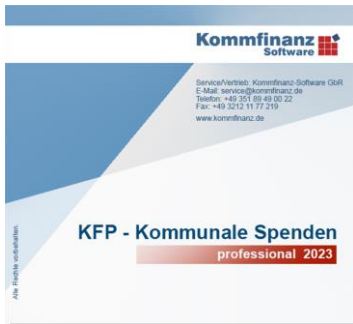 Kommfinanz
Software
Service/Vertrieb: Kommfinanz-Software GbR
E-Mail: service@kommfinanz.de
Telefon: +49 351 89 49 00 22
Fax: +49 3212 11 77 219
www.kommfinanz.de
KFP - Kommunale Spenden
professional 2023
Alle Rechte vorbehalten.